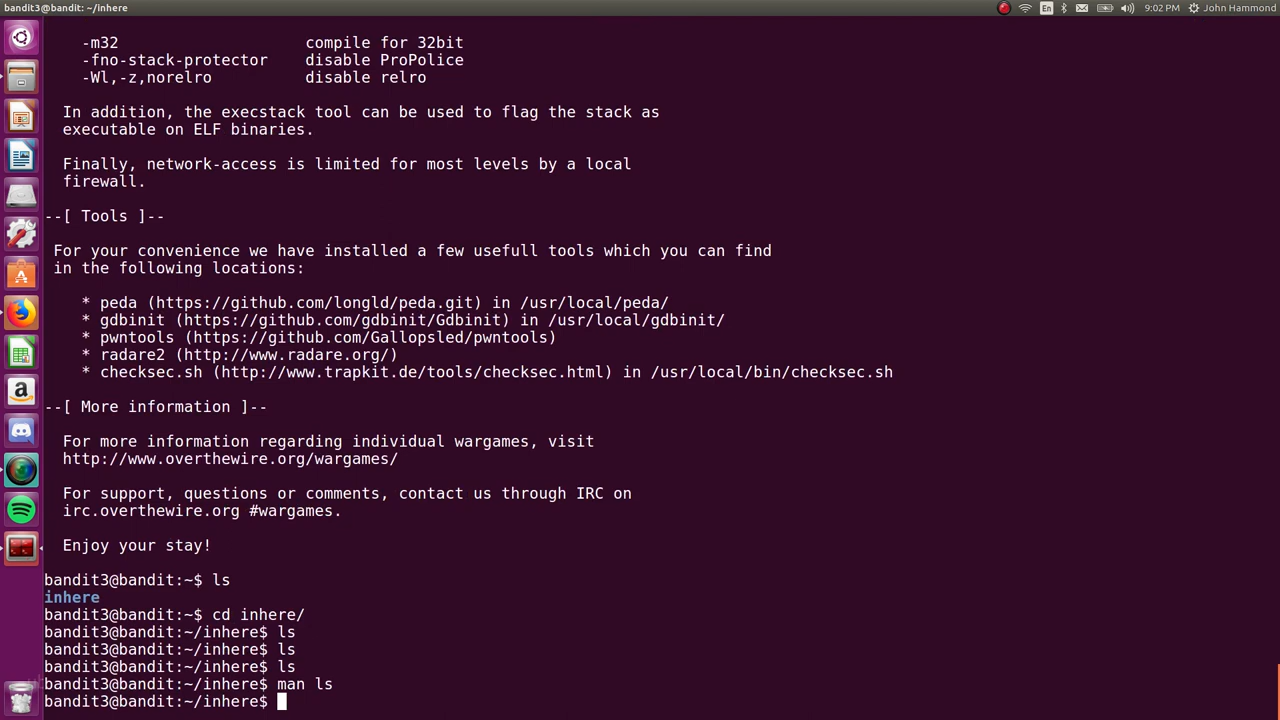 bandit3@bandit: ~/inhere
En
9:02 PM
John Hammond
-m32 compile for 32bit
-fno-stack-protector disable ProPolice
-Wl,-z,norelro disable relro
In addition, the execstack tool can be used to flag the stack as
executable on ELF binaries.
Finally, network-access is limited for most levels by a local
firewall.
--[ Tools ]--
For your convenience we have installed a few usefull tools which you can find
in the following locations:
* peda (https://github.com/longld/peda.git) in /usr/local/peda/
* gdbinit (https://github.com/gdbinit/Gdbinit) in /usr/local/gdbinit/
* pwntools (https://github.com/Gallopsled/pwntools)
* radare2 (http://www.radare.org/)
* checksec.sh (http://www.trapkit.de/tools/checksec.html) in /usr/local/bin/checksec.sh
--[ More information ]--
For more information regarding individual wargames, visit
http://www.overthewire.org/wargames/
For support, questions or comments, contact us through IRC on
irc.overthewire.org #wargames.
Enjoy your stay!
bandit3@bandit:~$ ls
inhere
bandit3@bandit:~$ cd inhere/
bandit3@bandit:~/inhere$ ls
bandit3@bandit:~/inhere$ ls
bandit3@bandit:~/inhere$ ls
bandit3@bandit:~/inhere$ man ls
bandit3@bandit:~/inhere$